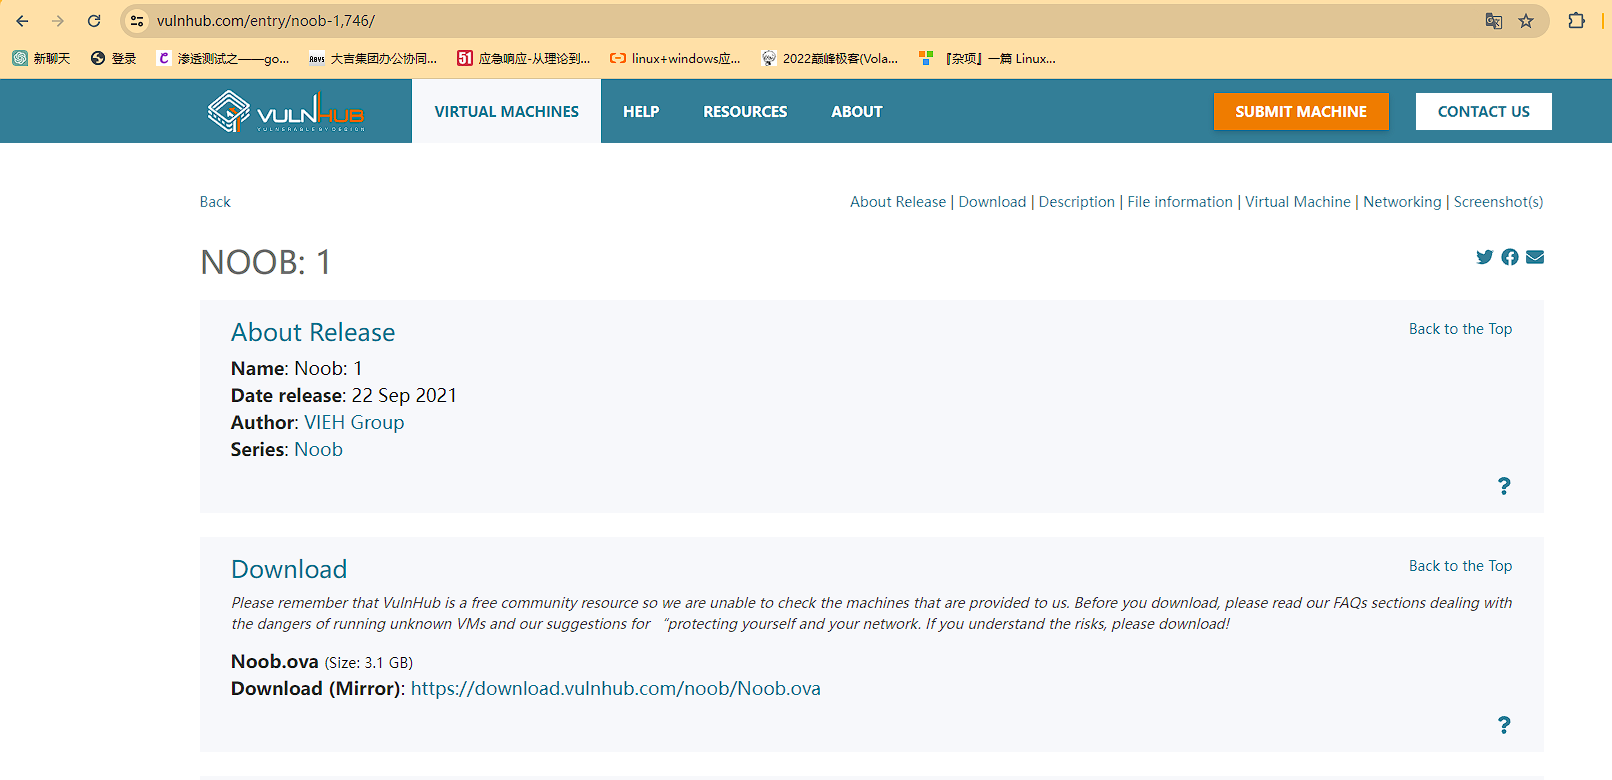 vulnhub.com/entry/noob-1,746/
新聊天 登录 渗透测试之——go... 大吉集团办公协同... 应急响应-从理论到... linux+windows应... 2022巅峰极客(Vola... 『杂项』一篇 Linux...
VULNHUB VIRTUAL MACHINES HELP RESOURCES ABOUT SUBMIT MACHINE CONTACT US
VULNERABLE BY DESIGN
Back About Release | Download | Description | File information | Virtual Machine | Networking | Screenshot(s)
NOOB: 1
About Release Back to the Top
Name: Noob: 1
Date release: 22 Sep 2021
Author: VIEH Group
Series: Noob
?
Download Back to the Top
Please remember that VulnHub is a free community resource so we are unable to check the machines that are provided to us. Before you download, please read our FAQs sections dealing with
the dangers of running unknown VMs and our suggestions for “protecting yourself and your network. If you understand the risks, please download!
Noob.ova (Size: 3.1 GB)
Download (Mirror): https://download.vulnhub.com/noob/Noob.ova
?